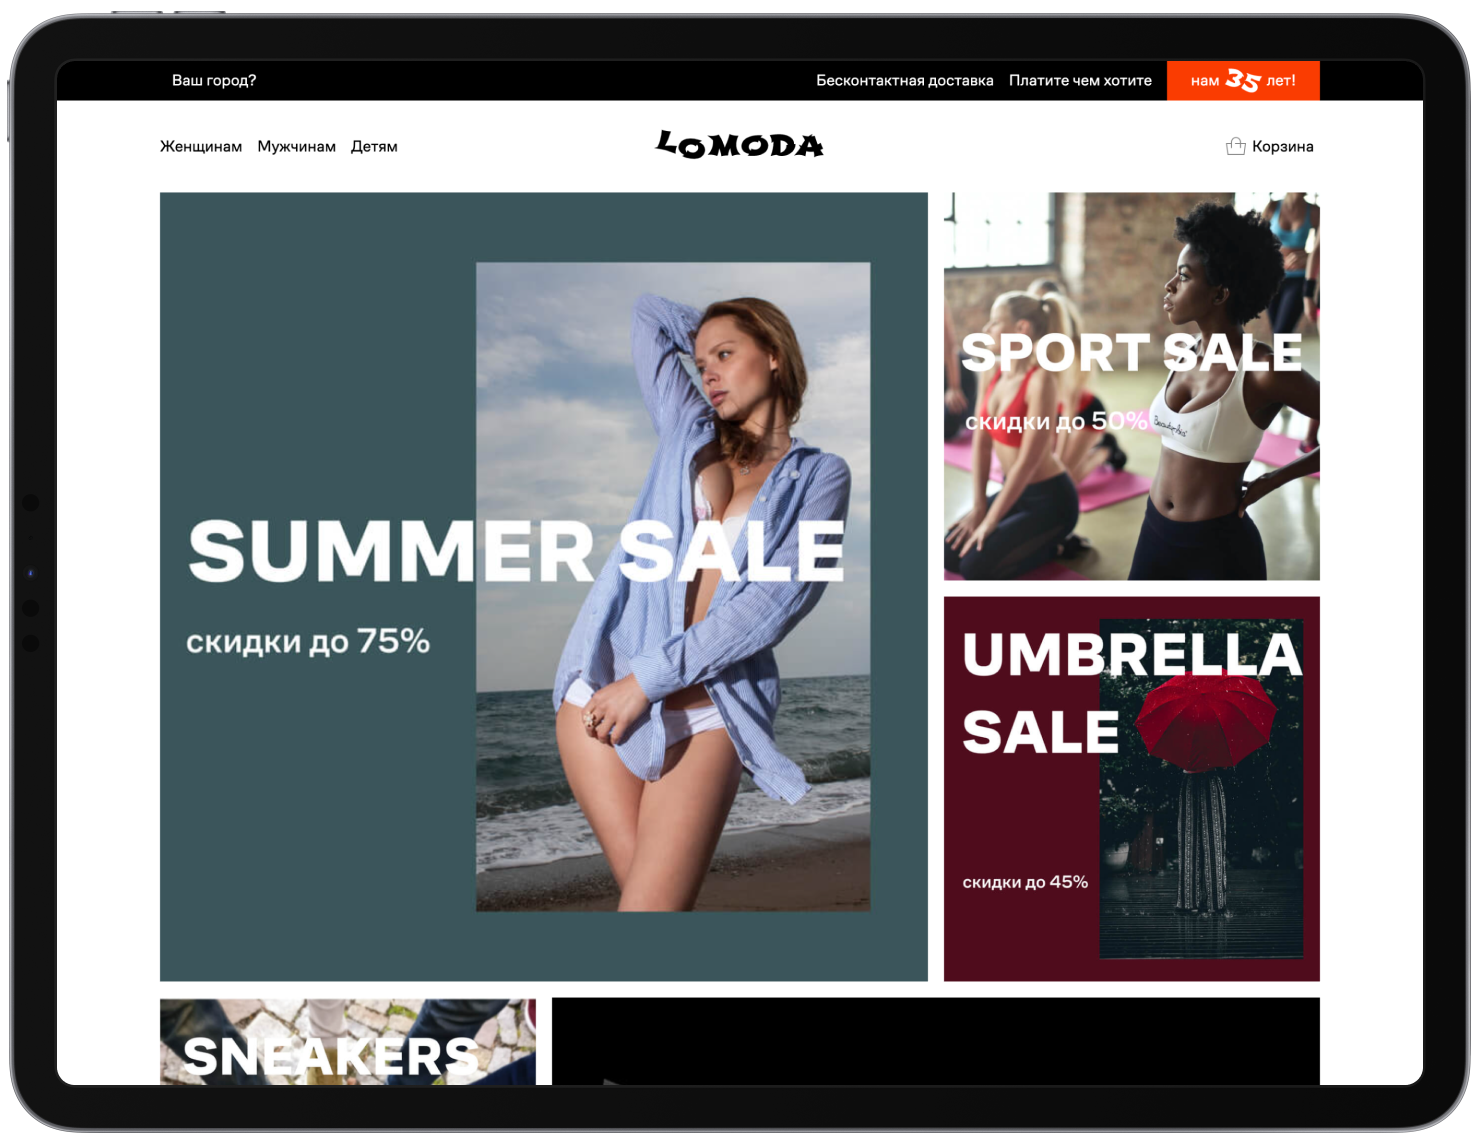 Ваш город?
Бесконтактная доставка
Платите чем хотите
нам 35 лет!
Женщинам
Мужчинам
Детям
LOMODA
Корзина
SUMMER SALE
скидки до 75%
SPORT SALE
скидки до 50%
UMBRELLA
SALE
скидки до 45%
SNEAKERS